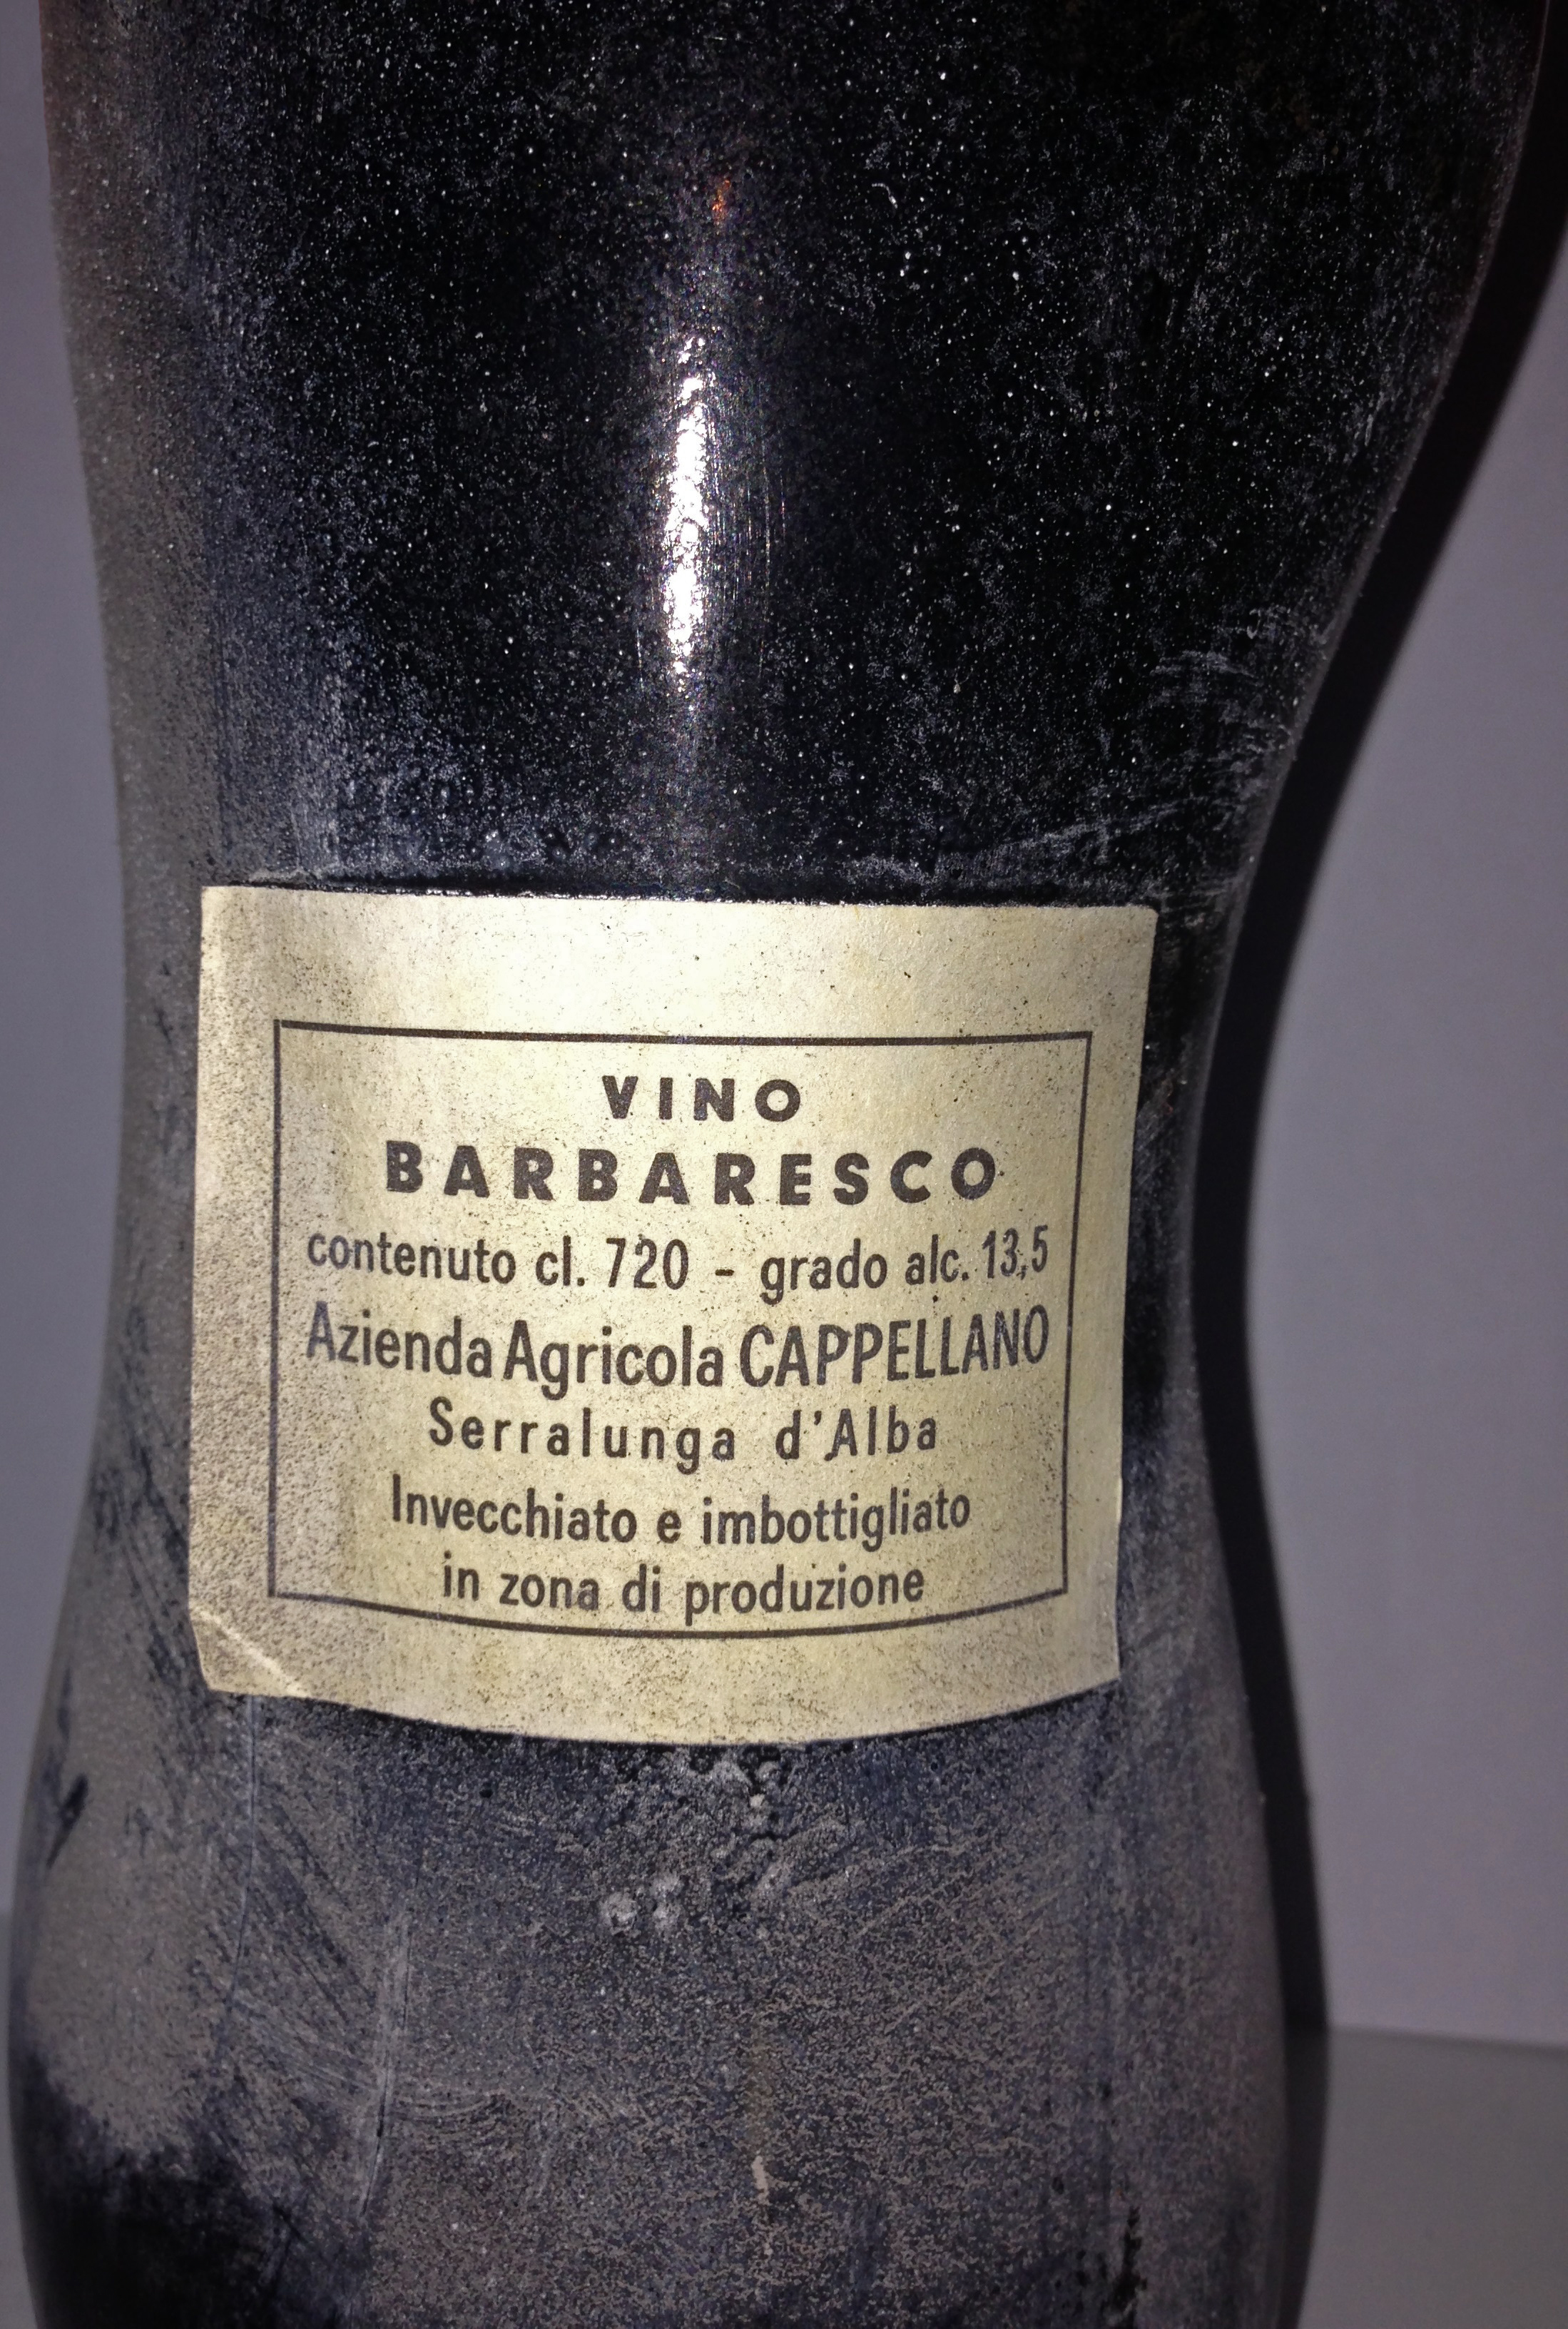 VINO
BARBARESCO
contenuto cl. 720 - grado alc. 13,5
Azienda Agricola CAPPELLANO
Serralunga d'Alba
Invecchiato e imbottigliato
in zona di produzione